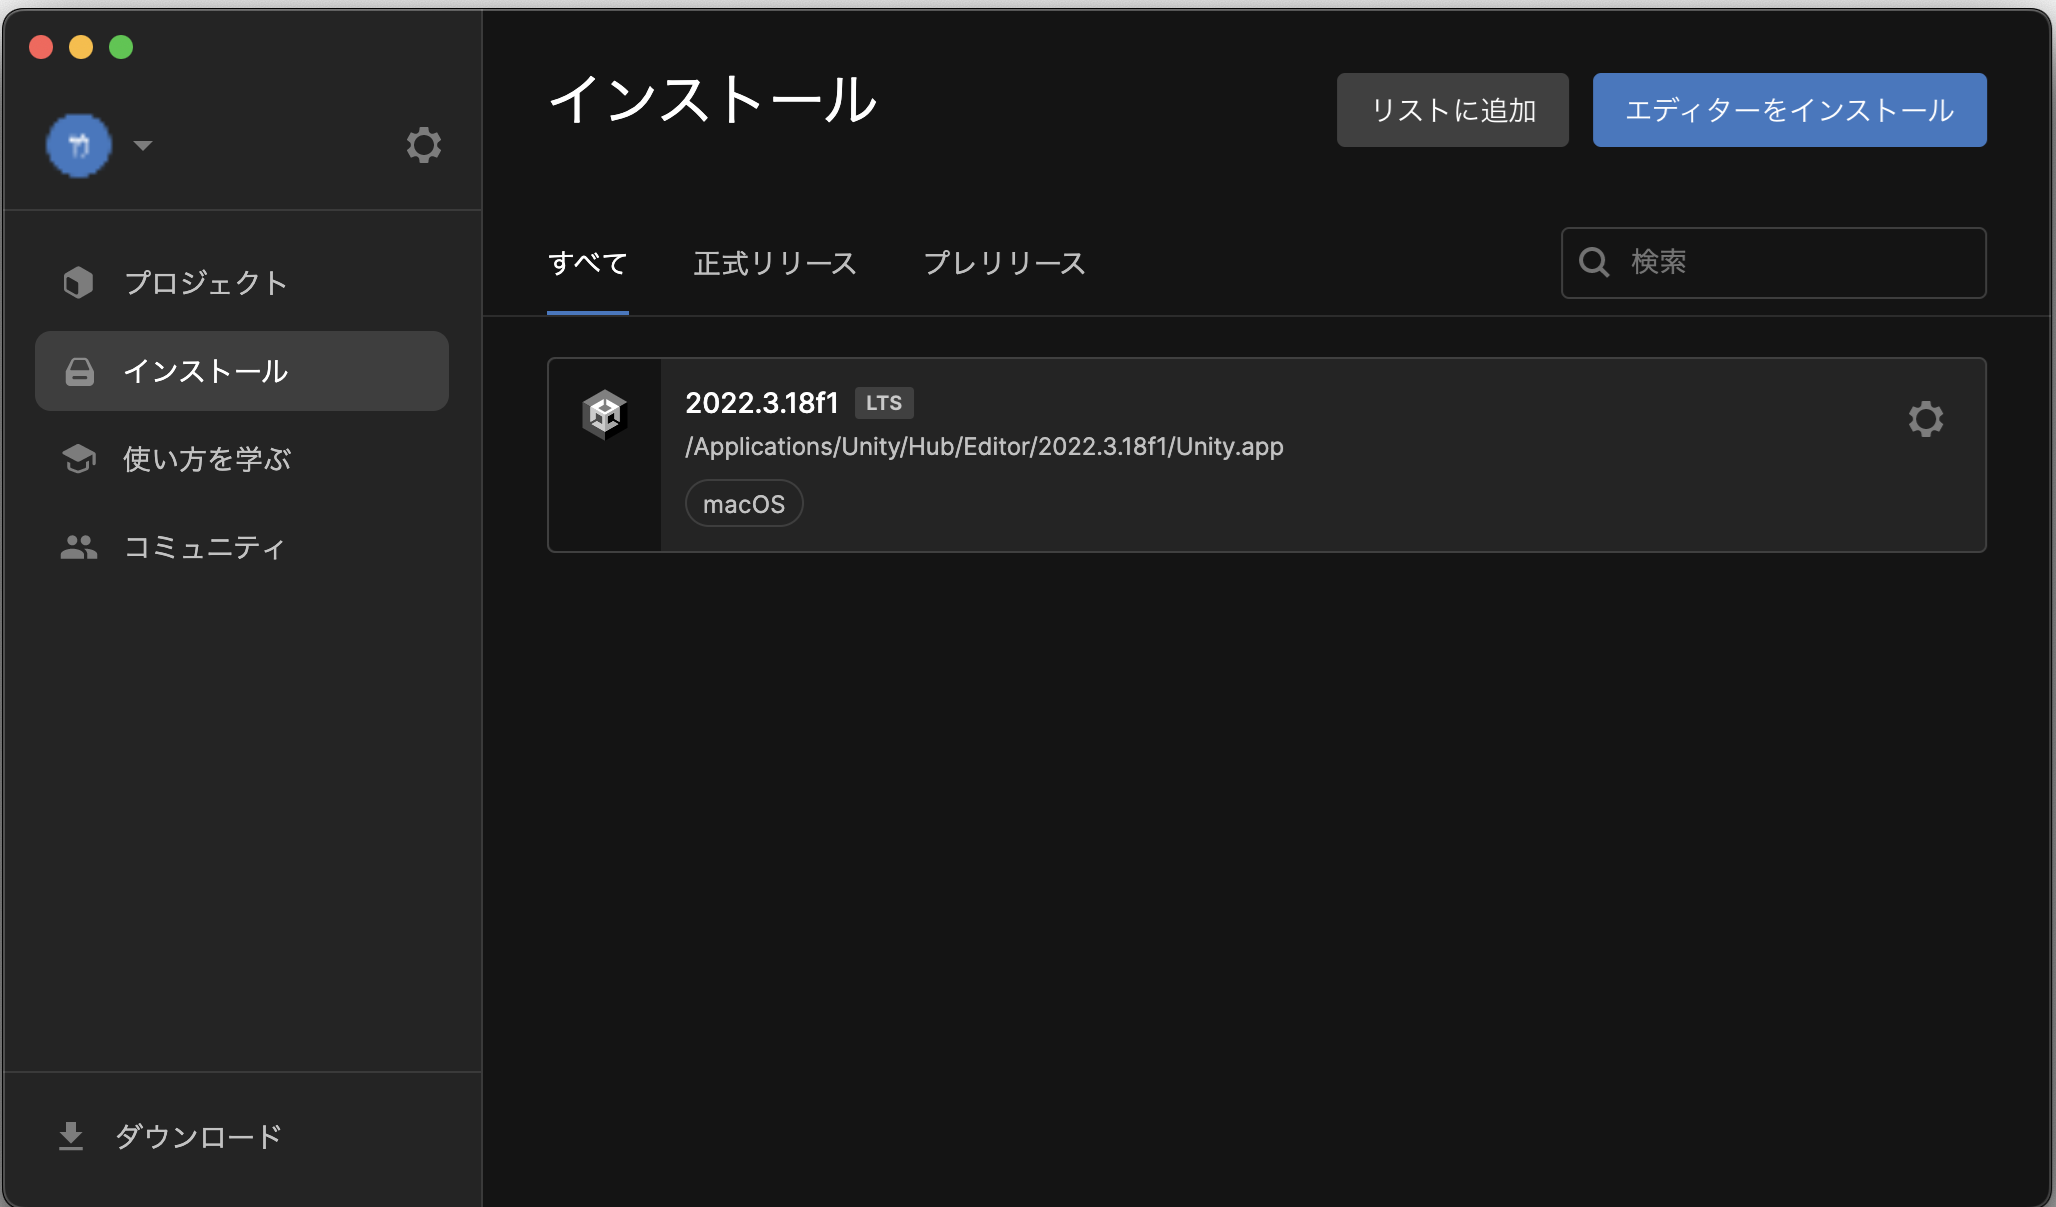 竹
プロジェクト
インストール
使い方を学ぶ
コミュニティ
ダウンロード
インストール
リストに追加
エディターをインストール
すべて
正式リリース
プレリリース
検索
2022.3.18f1 LTS
/Applications/Unity/Hub/Editor/2022.3.18f1/Unity.app
macOS